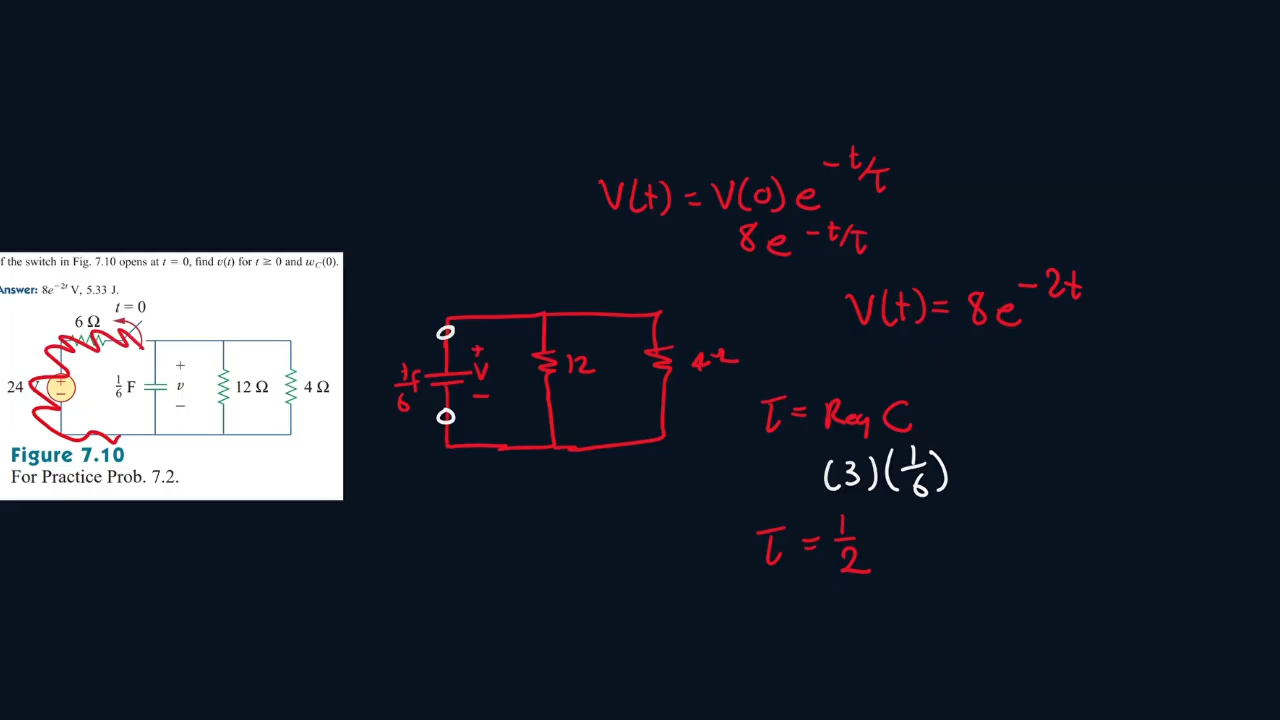 f the switch in Fig. 7.10 opens at t = 0, find v(t) for t ≥ 0 and w_C(0).
Answer: 8e^{−2t} V, 5.33 J.
t = 0
6 Ω
24
+
−
1/6 F
+
v
−
12 Ω
4 Ω
Figure 7.10
For Practice Prob. 7.2.
1/6 F
+
V
−
12
4Ω
V(t) = V(0) e^{−t/τ}
8 e^{−t/τ}
V(t) = 8 e^{−2t}
τ = Req C
(3)(1/6)
τ = 1/2